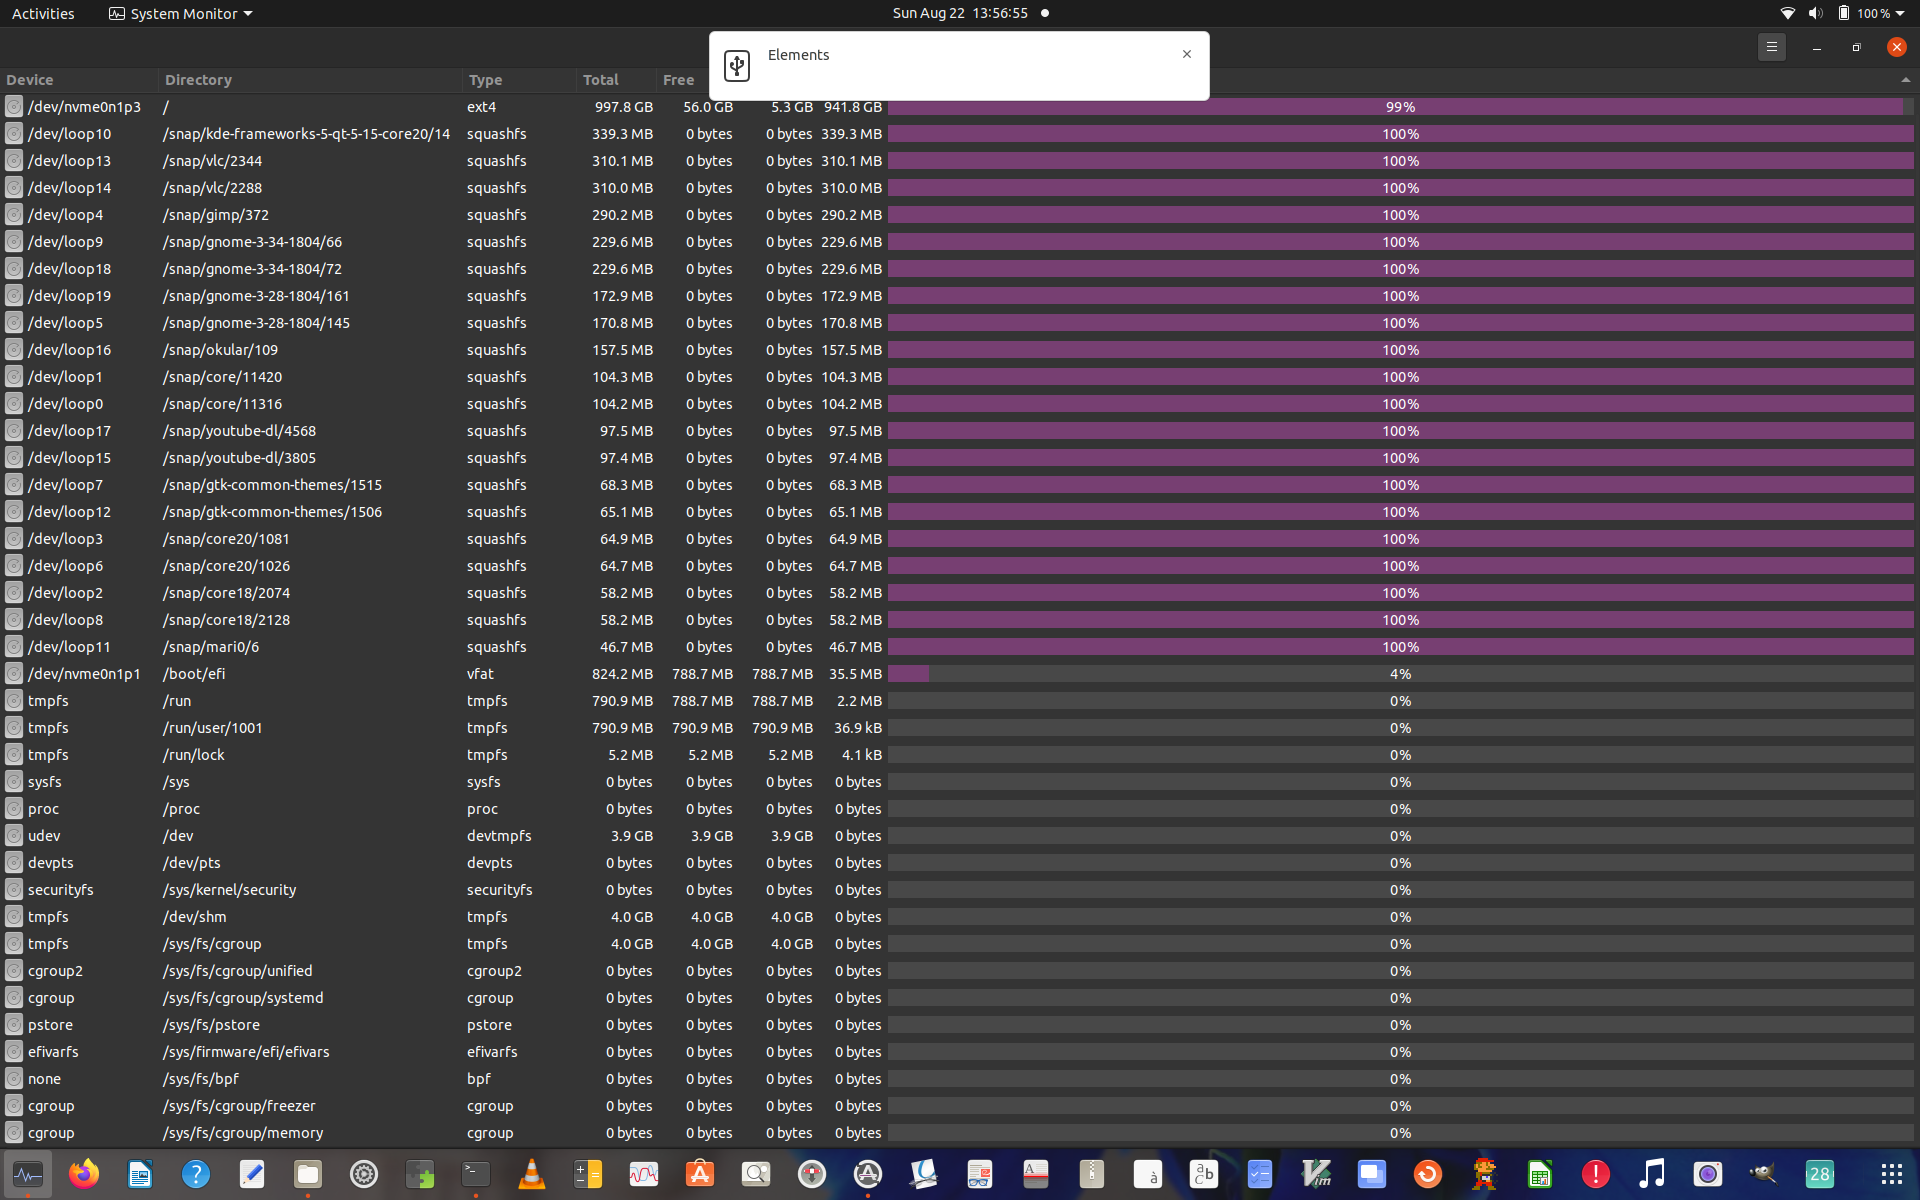 Activities System Monitor Sun Aug 22 13:56:55 100 %
Elements
Device Directory Type Total Free
/dev/nvme0n1p3 / ext4 997.8 GB 56.0 GB 5.3 GB 941.8 GB 99%
/dev/loop10 /snap/kde-frameworks-5-qt-5-15-core20/14 squashfs 339.3 MB 0 bytes 0 bytes 339.3 MB 100%
/dev/loop13 /snap/vlc/2344 squashfs 310.1 MB 0 bytes 0 bytes 310.1 MB 100%
/dev/loop14 /snap/vlc/2288 squashfs 310.0 MB 0 bytes 0 bytes 310.0 MB 100%
/dev/loop4 /snap/gimp/372 squashfs 290.2 MB 0 bytes 0 bytes 290.2 MB 100%
/dev/loop9 /snap/gnome-3-34-1804/66 squashfs 229.6 MB 0 bytes 0 bytes 229.6 MB 100%
/dev/loop18 /snap/gnome-3-34-1804/72 squashfs 229.6 MB 0 bytes 0 bytes 229.6 MB 100%
/dev/loop19 /snap/gnome-3-28-1804/161 squashfs 172.9 MB 0 bytes 0 bytes 172.9 MB 100%
/dev/loop5 /snap/gnome-3-28-1804/145 squashfs 170.8 MB 0 bytes 0 bytes 170.8 MB 100%
/dev/loop16 /snap/okular/109 squashfs 157.5 MB 0 bytes 0 bytes 157.5 MB 100%
/dev/loop1 /snap/core/11420 squashfs 104.3 MB 0 bytes 0 bytes 104.3 MB 100%
/dev/loop0 /snap/core/11316 squashfs 104.2 MB 0 bytes 0 bytes 104.2 MB 100%
/dev/loop17 /snap/youtube-dl/4568 squashfs 97.5 MB 0 bytes 0 bytes 97.5 MB 100%
/dev/loop15 /snap/youtube-dl/3805 squashfs 97.4 MB 0 bytes 0 bytes 97.4 MB 100%
/dev/loop7 /snap/gtk-common-themes/1515 squashfs 68.3 MB 0 bytes 0 bytes 68.3 MB 100%
/dev/loop12 /snap/gtk-common-themes/1506 squashfs 65.1 MB 0 bytes 0 bytes 65.1 MB 100%
/dev/loop3 /snap/core20/1081 squashfs 64.9 MB 0 bytes 0 bytes 64.9 MB 100%
/dev/loop6 /snap/core20/1026 squashfs 64.7 MB 0 bytes 0 bytes 64.7 MB 100%
/dev/loop2 /snap/core18/2074 squashfs 58.2 MB 0 bytes 0 bytes 58.2 MB 100%
/dev/loop8 /snap/core18/2128 squashfs 58.2 MB 0 bytes 0 bytes 58.2 MB 100%
/dev/loop11 /snap/mari0/6 squashfs 46.7 MB 0 bytes 0 bytes 46.7 MB 100%
/dev/nvme0n1p1 /boot/efi vfat 824.2 MB 788.7 MB 788.7 MB 35.5 MB 4%
tmpfs /run tmpfs 790.9 MB 788.7 MB 788.7 MB 2.2 MB 0%
tmpfs /run/user/1001 tmpfs 790.9 MB 790.9 MB 790.9 MB 36.9 kB 0%
tmpfs /run/lock tmpfs 5.2 MB 5.2 MB 5.2 MB 4.1 kB 0%
sysfs /sys sysfs 0 bytes 0 bytes 0 bytes 0 bytes 0%
proc /proc proc 0 bytes 0 bytes 0 bytes 0 bytes 0%
udev /dev devtmpfs 3.9 GB 3.9 GB 3.9 GB 0 bytes 0%
devpts /dev/pts devpts 0 bytes 0 bytes 0 bytes 0 bytes 0%
securityfs /sys/kernel/security securityfs 0 bytes 0 bytes 0 bytes 0 bytes 0%
tmpfs /dev/shm tmpfs 4.0 GB 4.0 GB 4.0 GB 0 bytes 0%
tmpfs /sys/fs/cgroup tmpfs 4.0 GB 4.0 GB 4.0 GB 0 bytes 0%
cgroup2 /sys/fs/cgroup/unified cgroup2 0 bytes 0 bytes 0 bytes 0 bytes 0%
cgroup /sys/fs/cgroup/systemd cgroup 0 bytes 0 bytes 0 bytes 0 bytes 0%
pstore /sys/fs/pstore pstore 0 bytes 0 bytes 0 bytes 0 bytes 0%
efivarfs /sys/firmware/efi/efivars efivarfs 0 bytes 0 bytes 0 bytes 0 bytes 0%
none /sys/fs/bpf bpf 0 bytes 0 bytes 0 bytes 0 bytes 0%
cgroup /sys/fs/cgroup/freezer cgroup 0 bytes 0 bytes 0 bytes 0 bytes 0%
cgroup /sys/fs/cgroup/memory cgroup 0 bytes 0 bytes 0 bytes 0 bytes 0%
à abc Vim 28